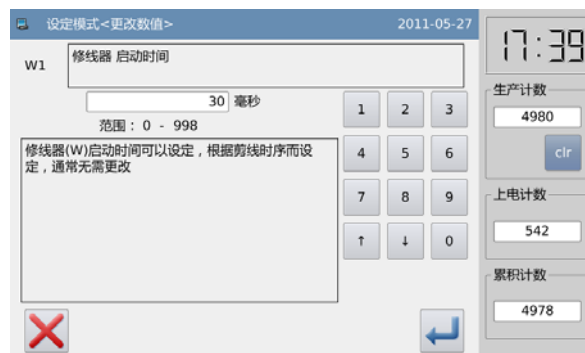 设定模式<更改数值> 2011-05-27
17:39
W1
修线器 启动时间
30 毫秒
范围：0 - 998
修线器(W)启动时间可以设定，根据剪线时序而设
定，通常无需更改
1 2 3
4 5 6
7 8 9
↑ ↓ 0
生产计数
4980
clr
上电计数
542
累积计数
4978